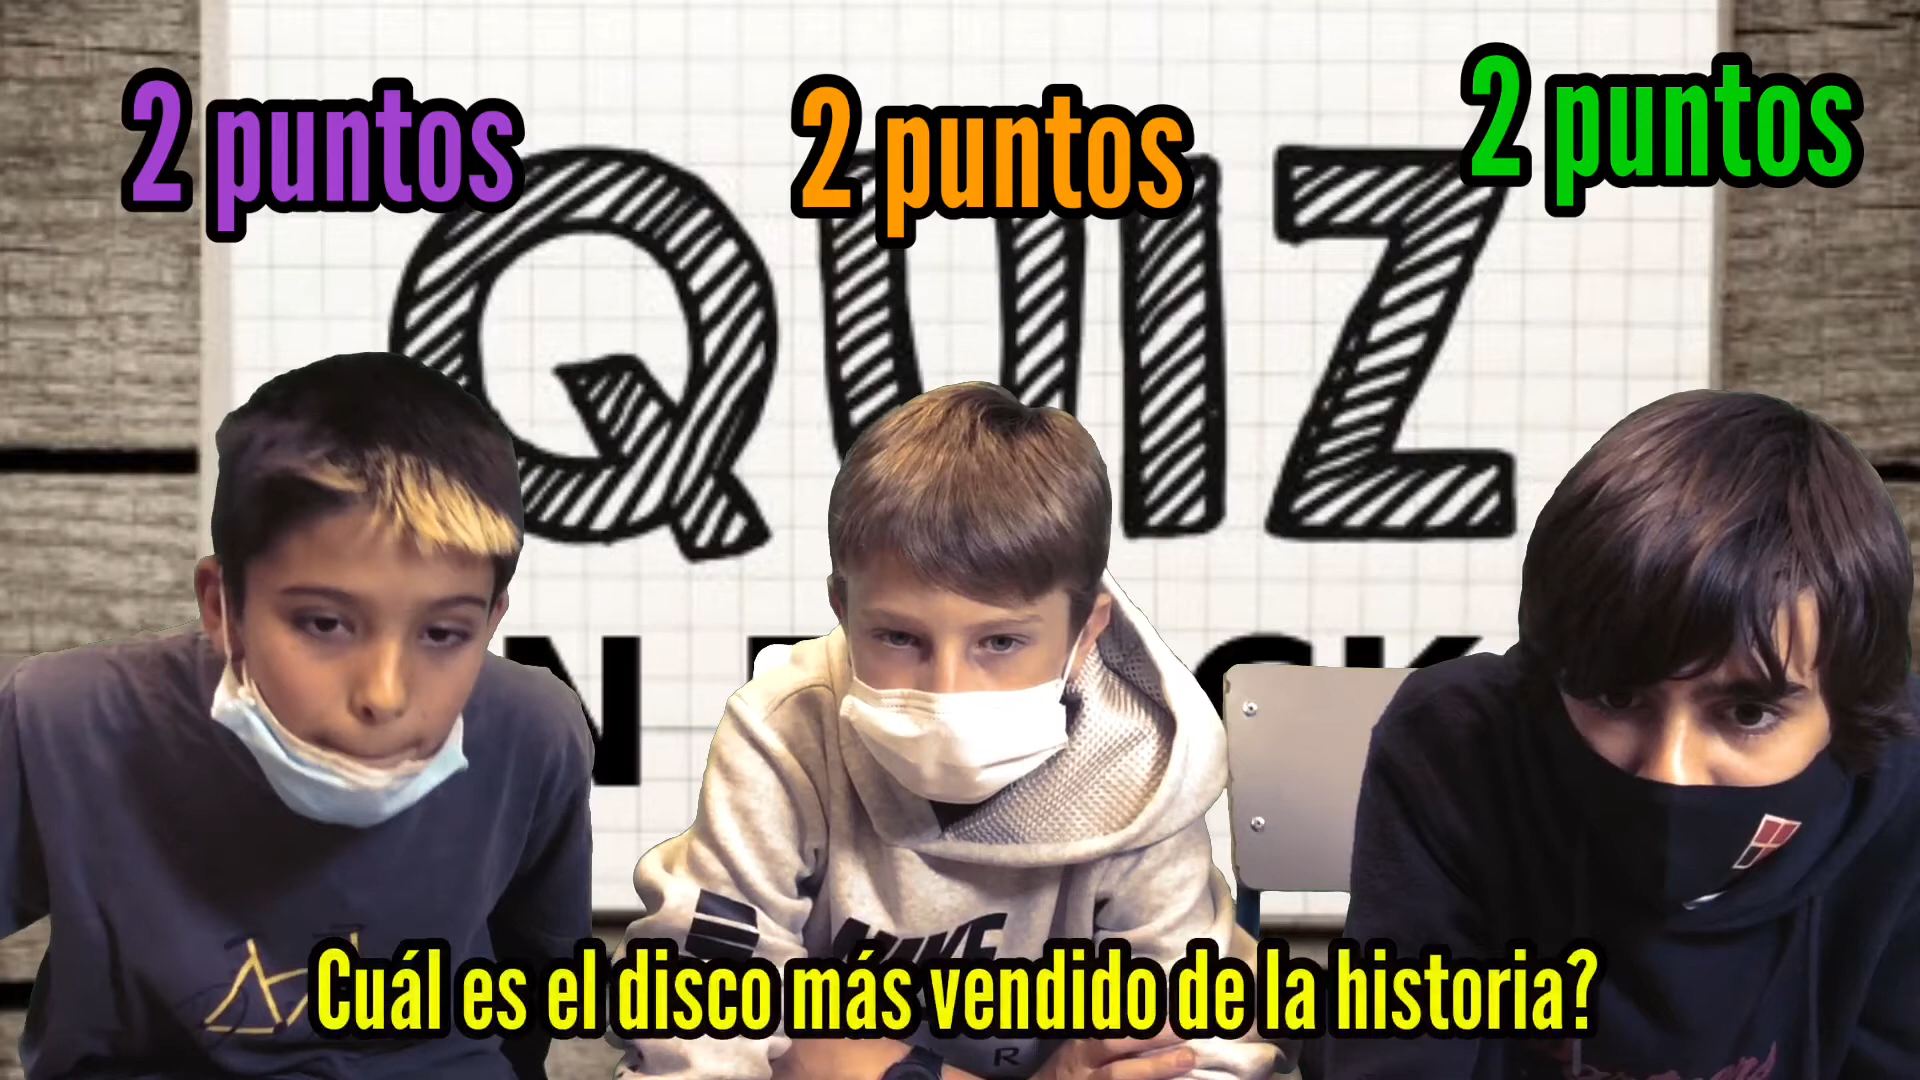 2 puntos
2 puntos
2 puntos
QUIZ
Cuál es el disco más vendido de la historia?
R